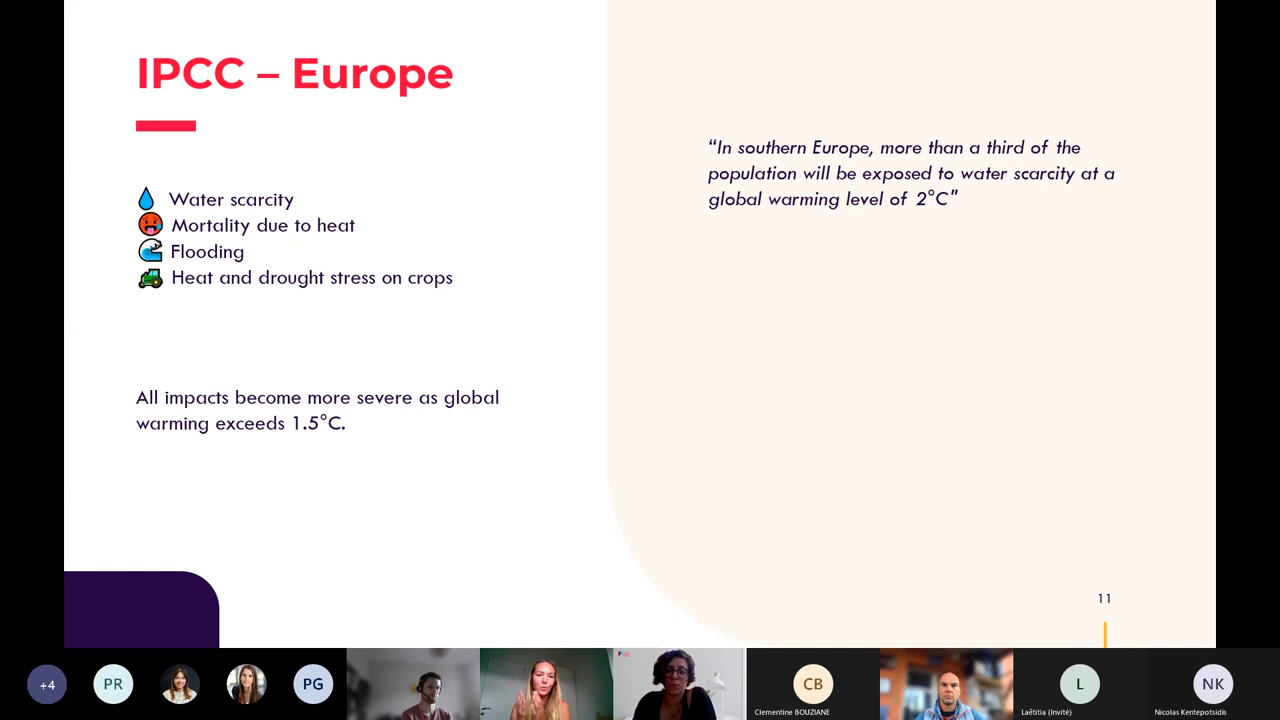 IPCC – Europe
Water scarcity
Mortality due to heat
Flooding
Heat and drought stress on crops
All impacts become more severe as global
warming exceeds 1.5°C.
“In southern Europe, more than a third of the
population will be exposed to water scarcity at a
global warming level of 2°C”
11
+4
PR
PG
CB
Clementine BOUZIANE
L
Laëtitia (Invité)
NK
Nicolas Kentepotsidis